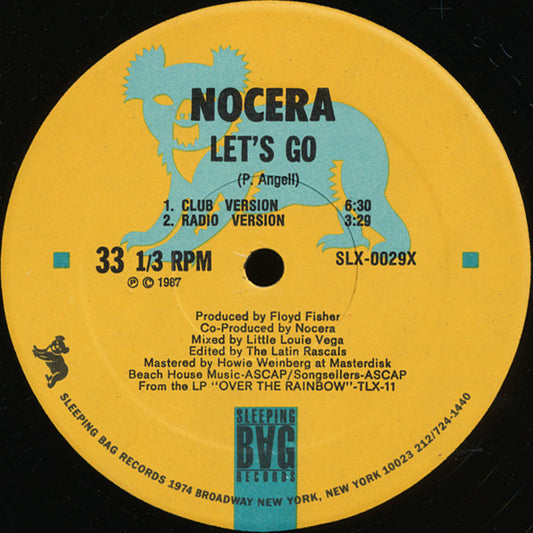 NOCERA
LET'S GO
(P. Angell)
1. CLUB VERSION 6:30
2. RADIO VERSION 3:29
33 1/3 RPM SLX-0029X
Ⓟ © 1987
Produced by Floyd Fisher
Co-Produced by Nocera
Mixed by Little Louie Vega
Edited by The Latin Rascals
Mastered by Howie Weinberg at Masterdisk
Beach House Music-ASCAP/Songsellers-ASCAP
From the LP "OVER THE RAINBOW"-TLX-11
SLEEPING
BAG
RECORDS
SLEEPING BAG RECORDS 1974 BROADWAY NEW YORK, NEW YORK 10023 212/724-1440